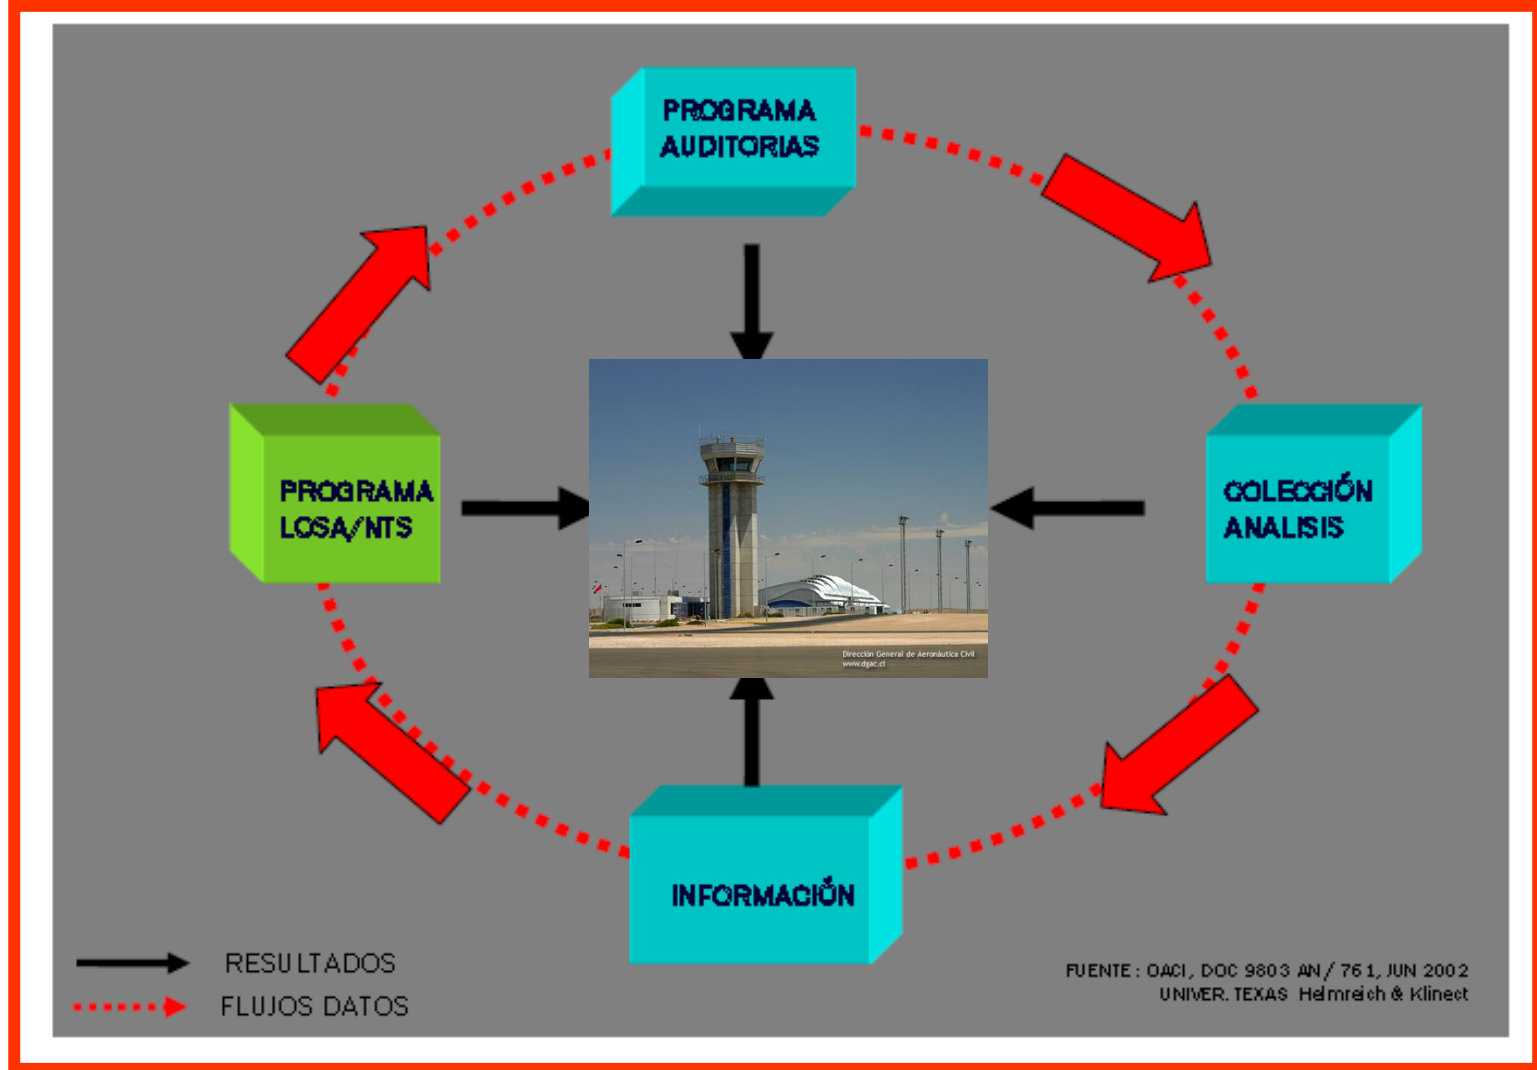 PROGRAMA
AUDITORIAS
PROGRAMA
LOSA/NTS
COLECCIÓN
ANALISIS
Dirección General de Aeronáutica Civil
www.dgac.cl
INFORMACIÓN
RESULTADOS
FLUJOS DATOS
FUENTE : OACI, DOC 9803 AN / 761, JUN 2002
UNIVER. TEXAS Helmreich & Klinect